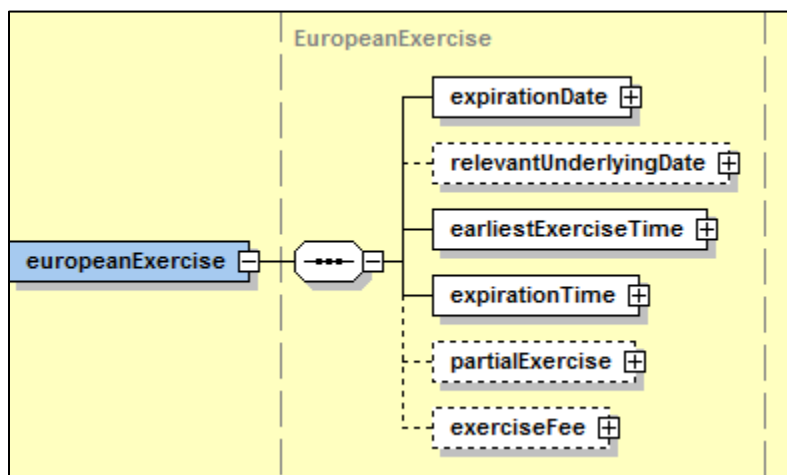 EuropeanExercise
expirationDate
relevantUnderlyingDate
earliestExerciseTime
europeanExercise
expirationTime
partialExercise
exerciseFee